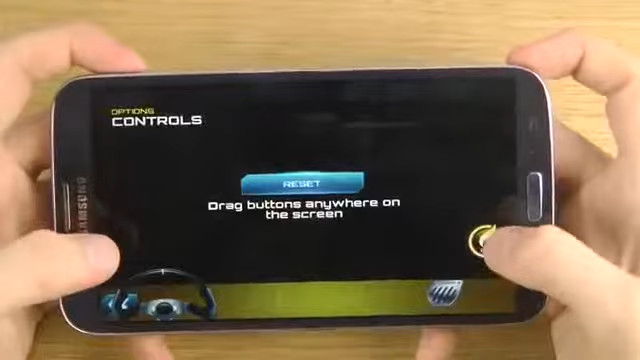 OPTIONS
CONTROLS
RESET
Drag buttons anywhere on
the screen
SAMSUNG